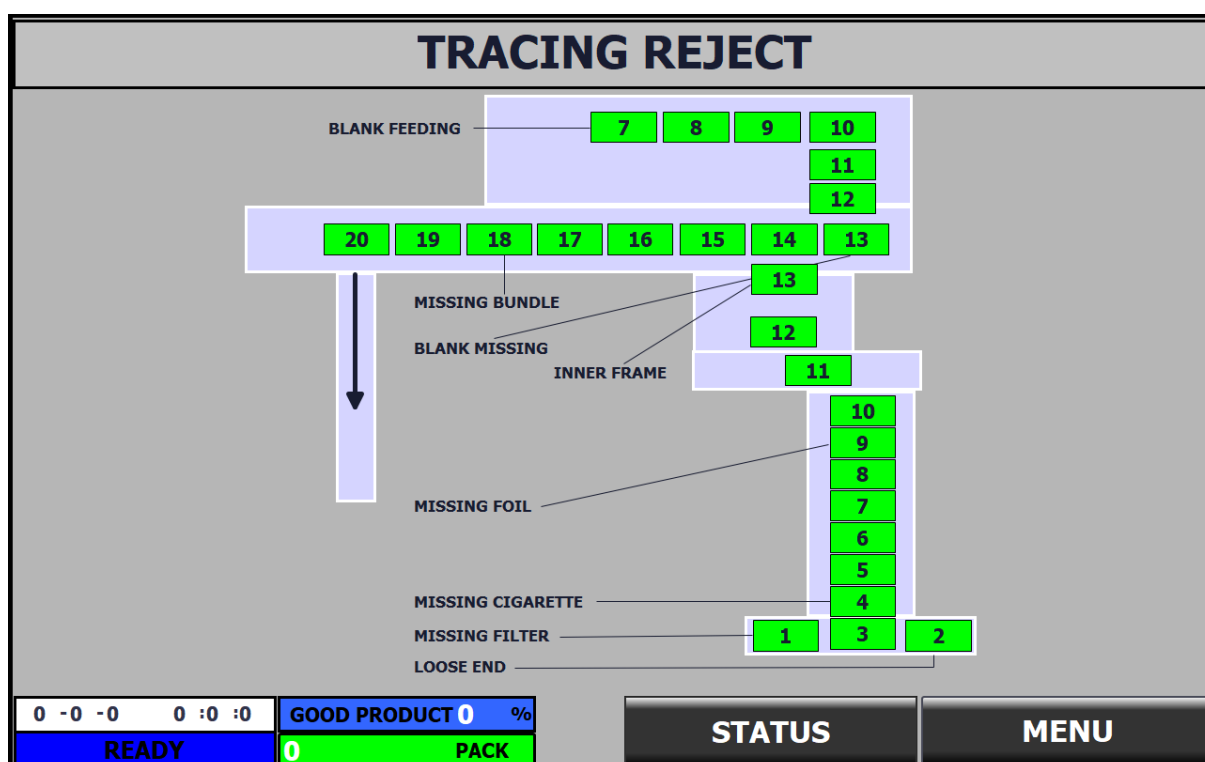 TRACING REJECT
BLANK FEEDING 7 8 9 10
11
12
20 19 18 17 16 15 14 13
13
MISSING BUNDLE
12
BLANK MISSING
INNER FRAME 11
10
9
8
MISSING FOIL 7
6
5
MISSING CIGARETTE 4
MISSING FILTER 1 3 2
LOOSE END
0 -0 -0 0 :0 :0 GOOD PRODUCT 0 %
READY 0 PACK
STATUS MENU